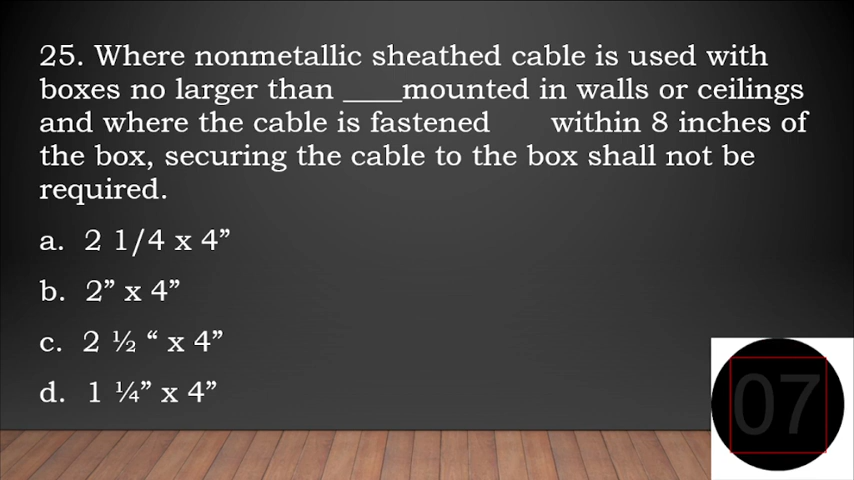 25. Where nonmetallic sheathed cable is used with
boxes no larger than ____mounted in walls or ceilings
and where the cable is fastened within 8 inches of
the box, securing the cable to the box shall not be
required.
a. 2 1/4 x 4”
b. 2” x 4”
c. 2 ½ “ x 4”
d. 1 ¼” x 4”
07